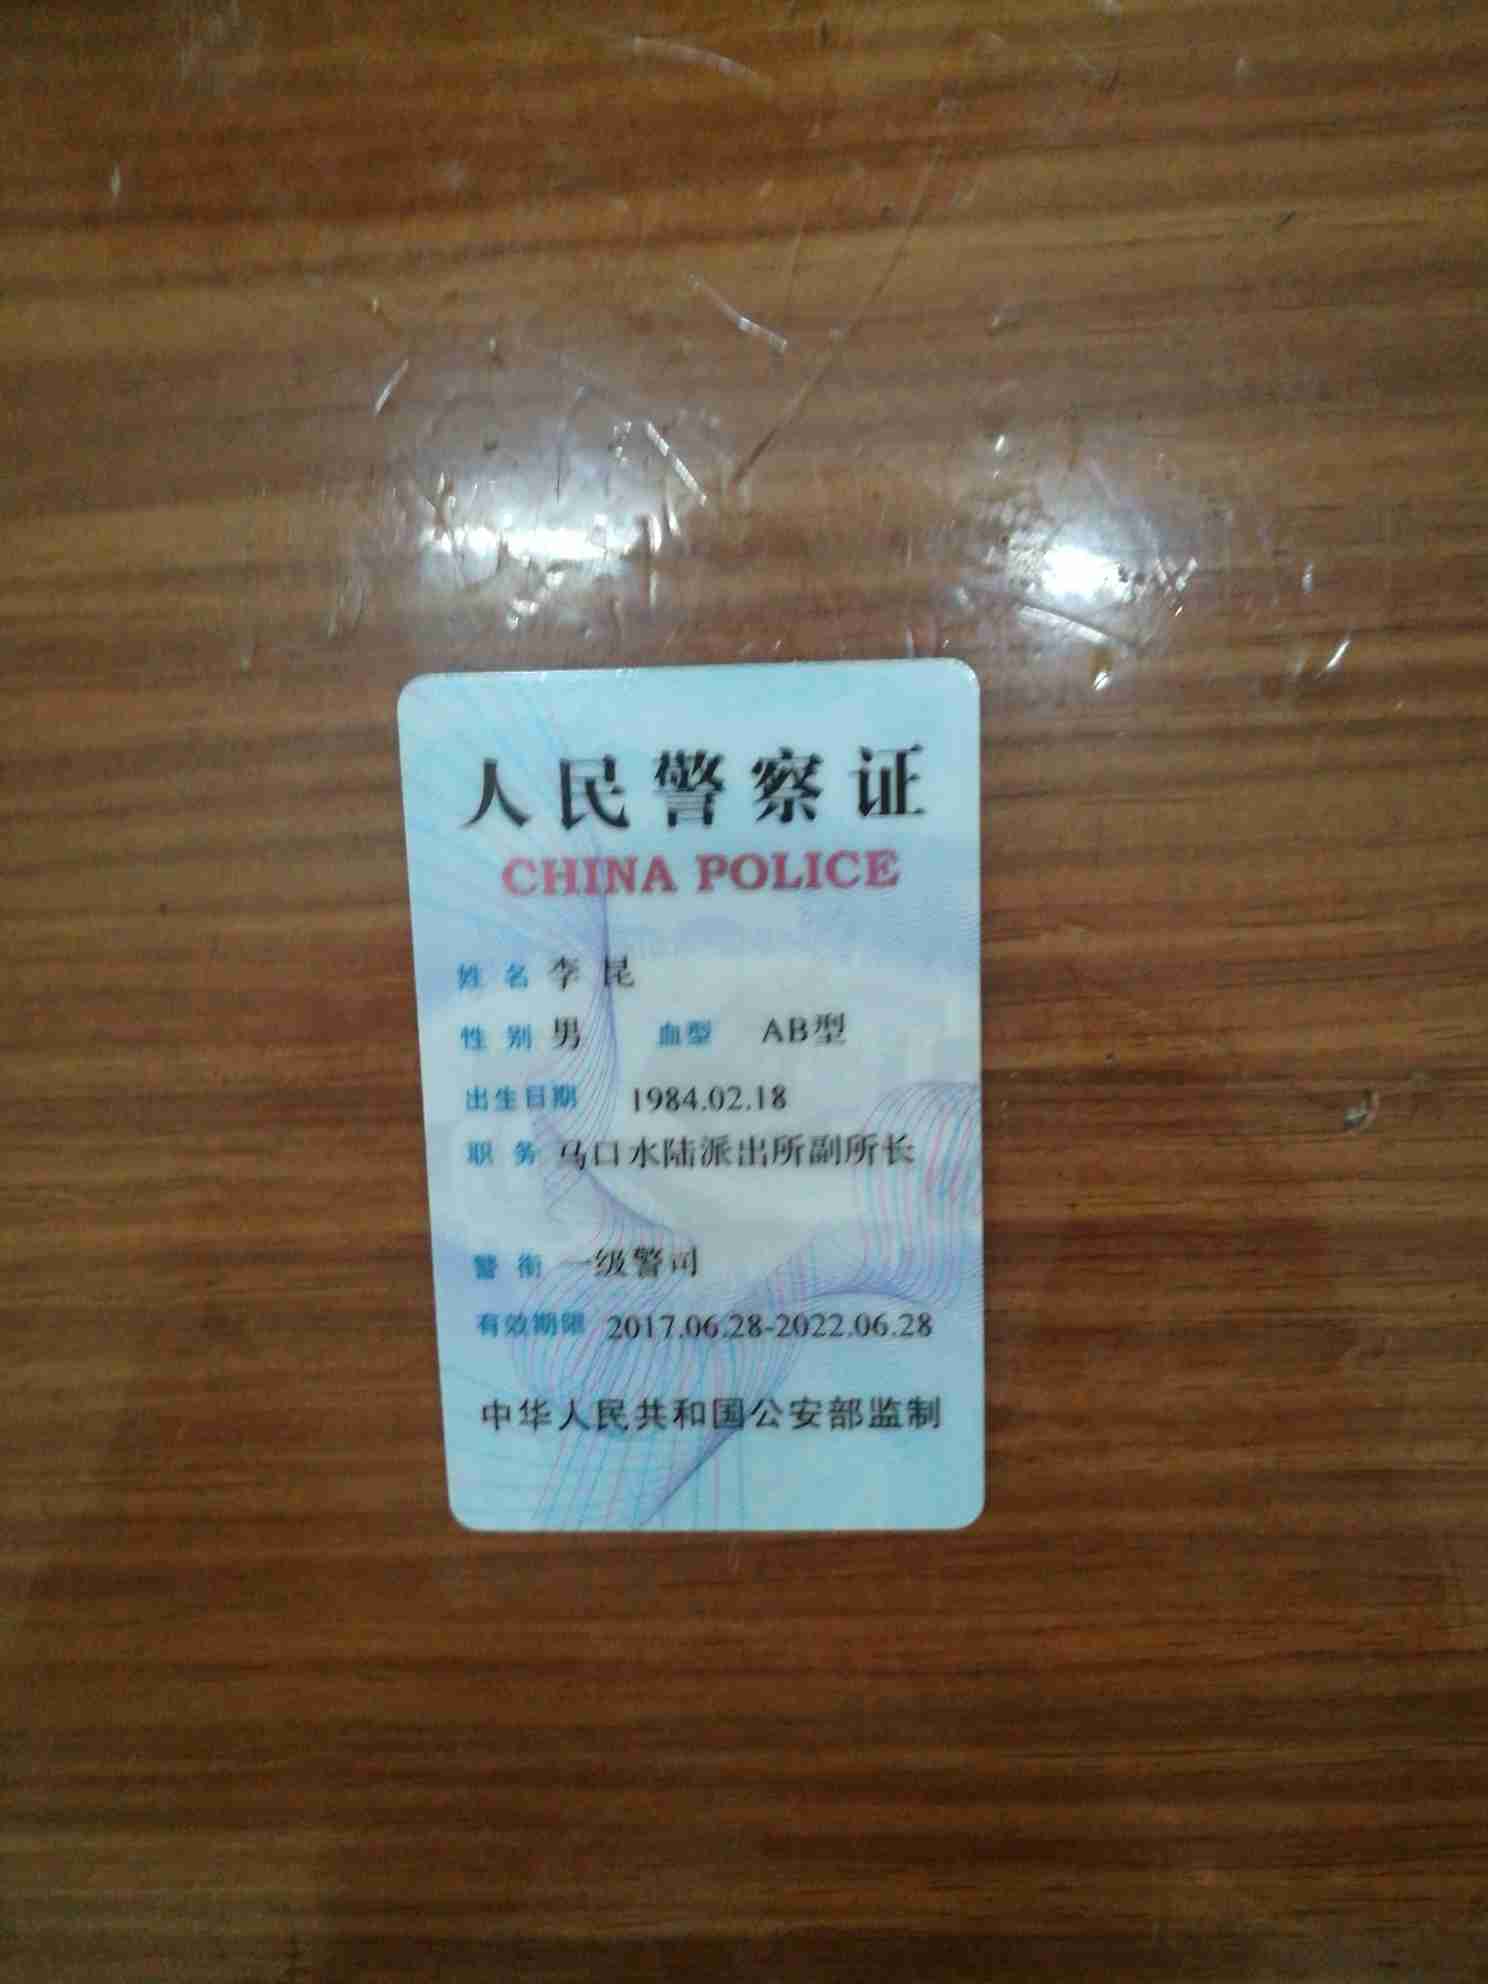 人民警察证
CHINA POLICE
姓名 李昆
性别 男 血型 AB型
出生日期 1984.02.18
职务 马口水陆派出所副所长
警衔 一级警司
有效期限 2017.06.28-2022.06.28
中华人民共和国公安部监制